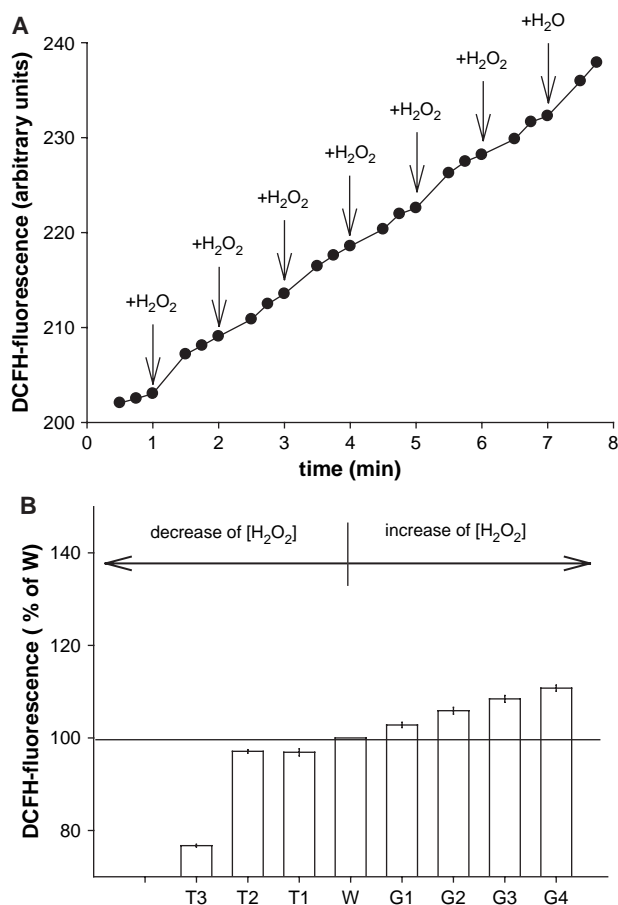 A
DCFH-fluorescence (arbitrary units)
240
230
220
210
200
+H₂O₂
+H₂O₂
+H₂O₂
+H₂O₂
+H₂O₂
+H₂O₂
+H₂O
0 1 2 3 4 5 6 7 8
time (min)
B
DCFH-fluorescence ( % of W)
decrease of [H₂O₂] increase of [H₂O₂]
140
120
100
80
T3 T2 T1 W G1 G2 G3 G4